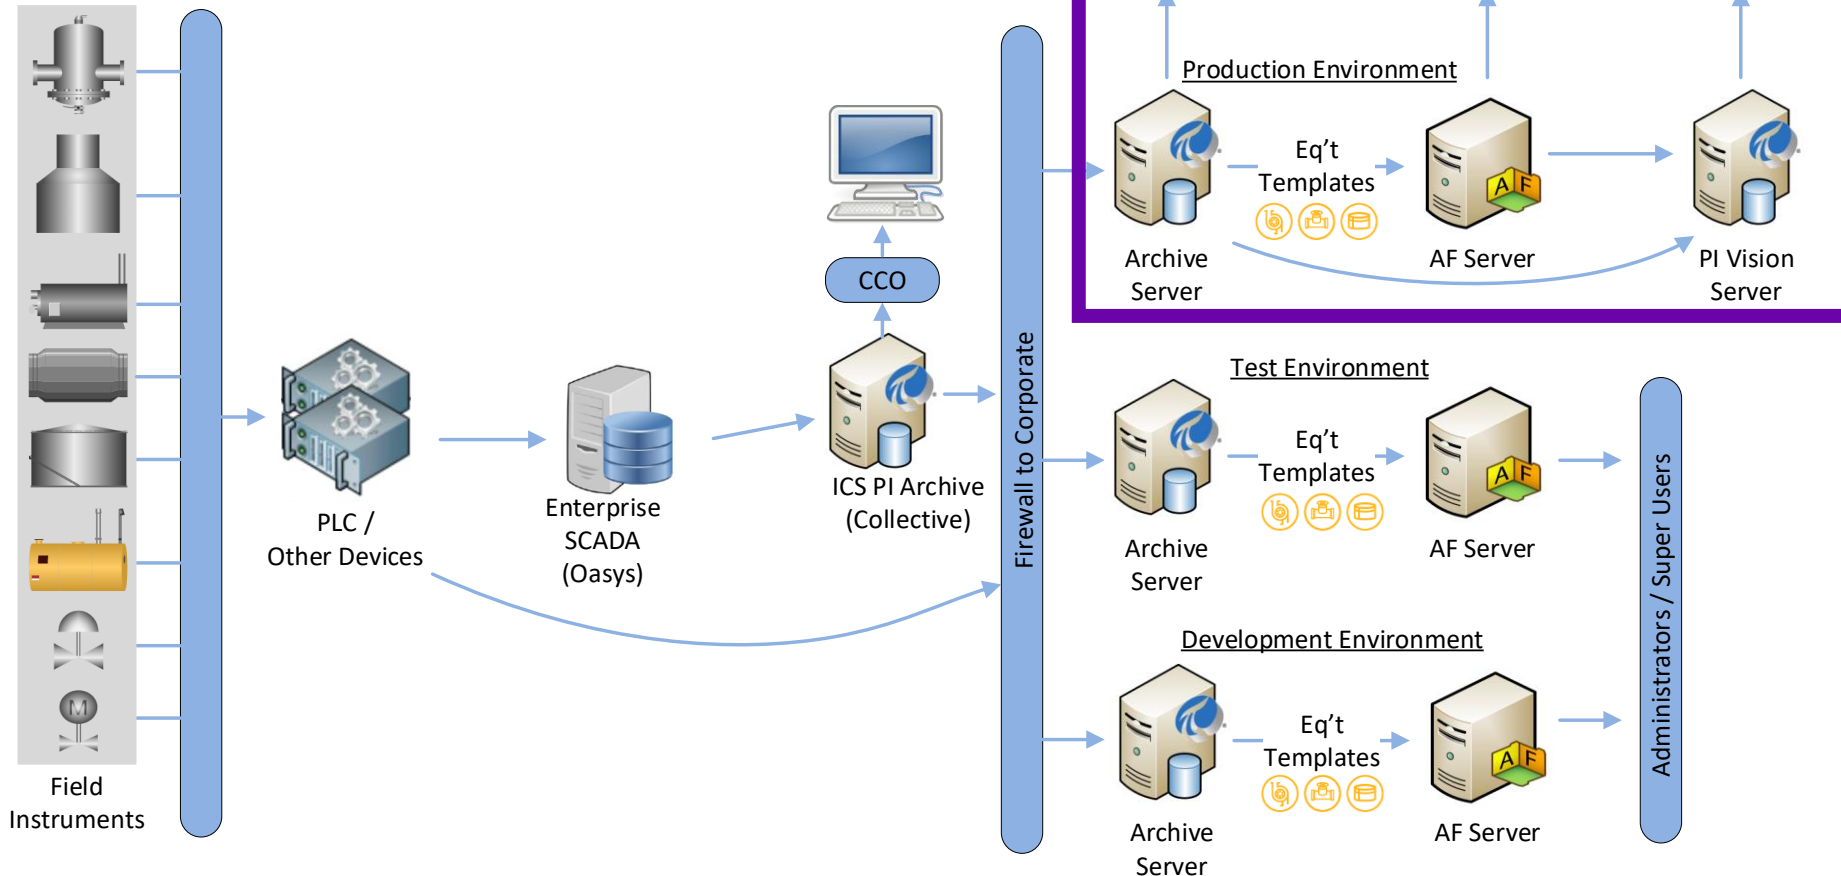 Field
Instruments
M
PLC /
Other Devices
Enterprise
SCADA
(Oasys)
CCO
ICS PI Archive
(Collective)
Firewall to Corporate
Production Environment
Archive
Server
Eq't
Templates
A F
AF Server
PI Vision
Server
Test Environment
Archive
Server
Eq't
Templates
A F
AF Server
Development Environment
Archive
Server
Eq't
Templates
A F
AF Server
Administrators / Super Users